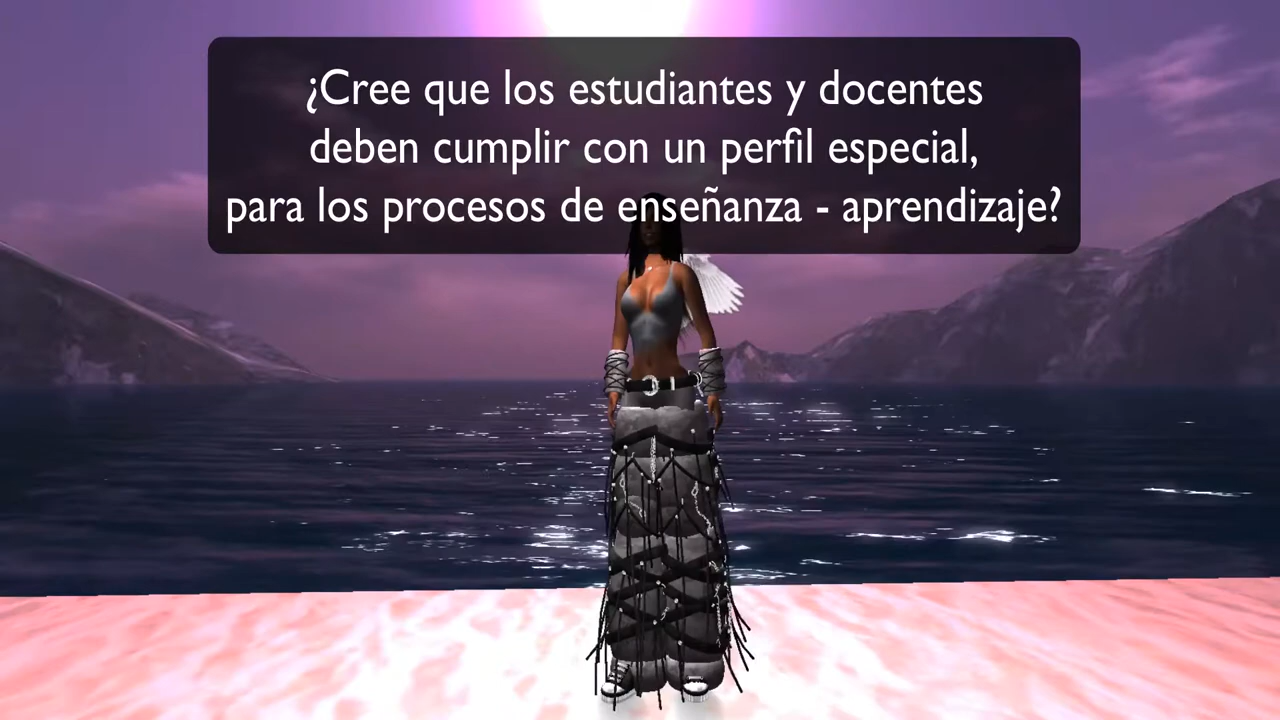 ¿Cree que los estudiantes y docentes
deben cumplir con un perfil especial,
para los procesos de enseñanza - aprendizaje?